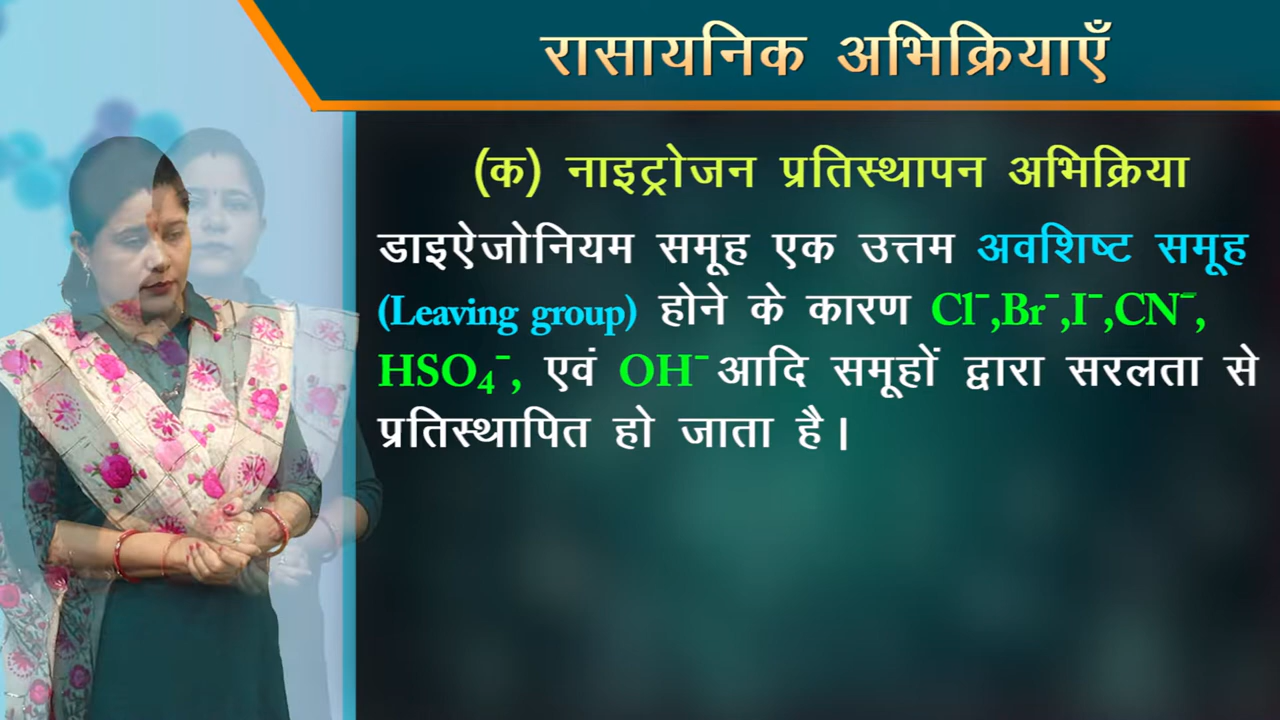 रासायनिक अभिक्रियाएँ
(क) नाइट्रोजन प्रतिस्थापन अभिक्रिया
डाइऐजोनियम समूह एक उत्तम अवशिष्ट समूह
(Leaving group) होने के कारण Cl⁻,Br⁻,I⁻,CN⁻,
HSO₄⁻, एवं OH⁻ आदि समूहों द्वारा सरलता से
प्रतिस्थापित हो जाता है।